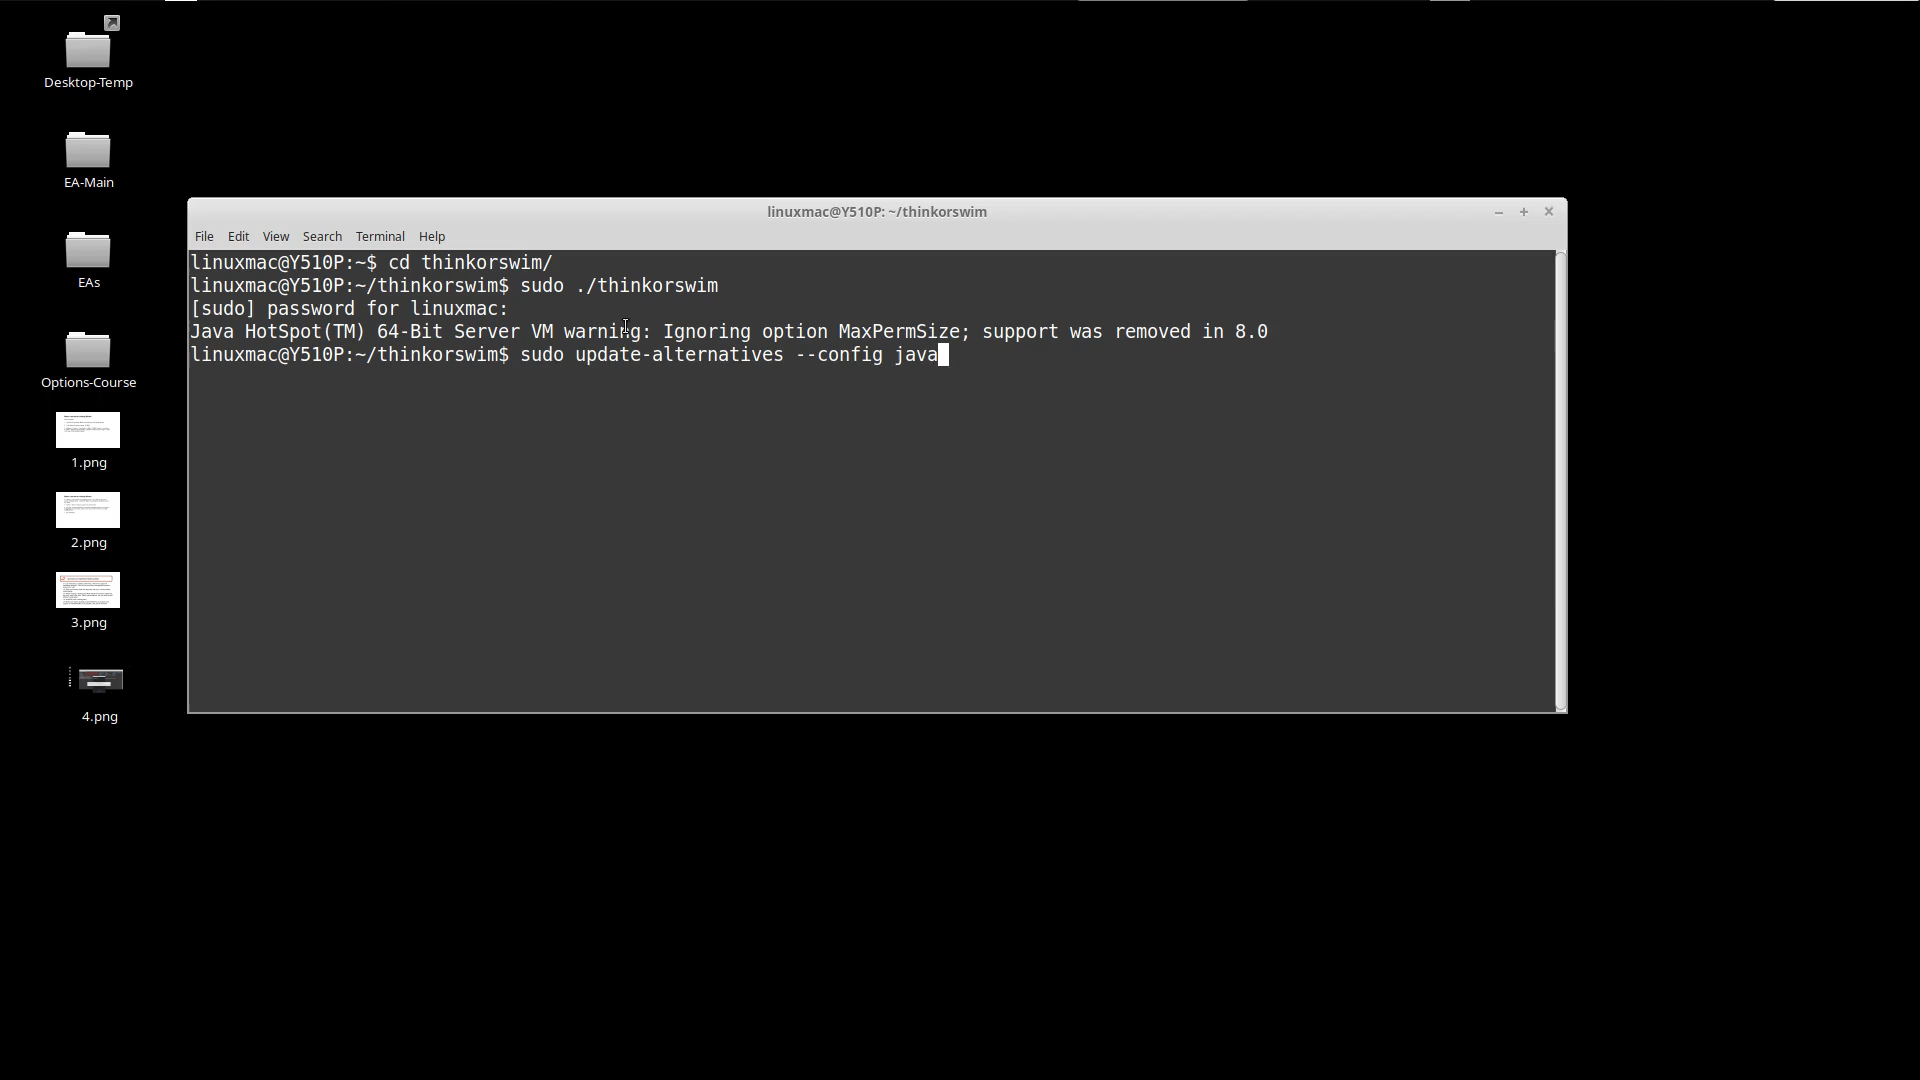 Desktop-Temp
EA-Main
EAs
Options-Course
1.png
2.png
3.png
4.png
linuxmac@Y510P: ~/thinkorswim
File Edit View Search Terminal Help
linuxmac@Y510P:~$ cd thinkorswim/
linuxmac@Y510P:~/thinkorswim$ sudo ./thinkorswim
[sudo] password for linuxmac:
Java HotSpot(TM) 64-Bit Server VM warning: Ignoring option MaxPermSize; support was removed in 8.0
linuxmac@Y510P:~/thinkorswim$ sudo update-alternatives --config java